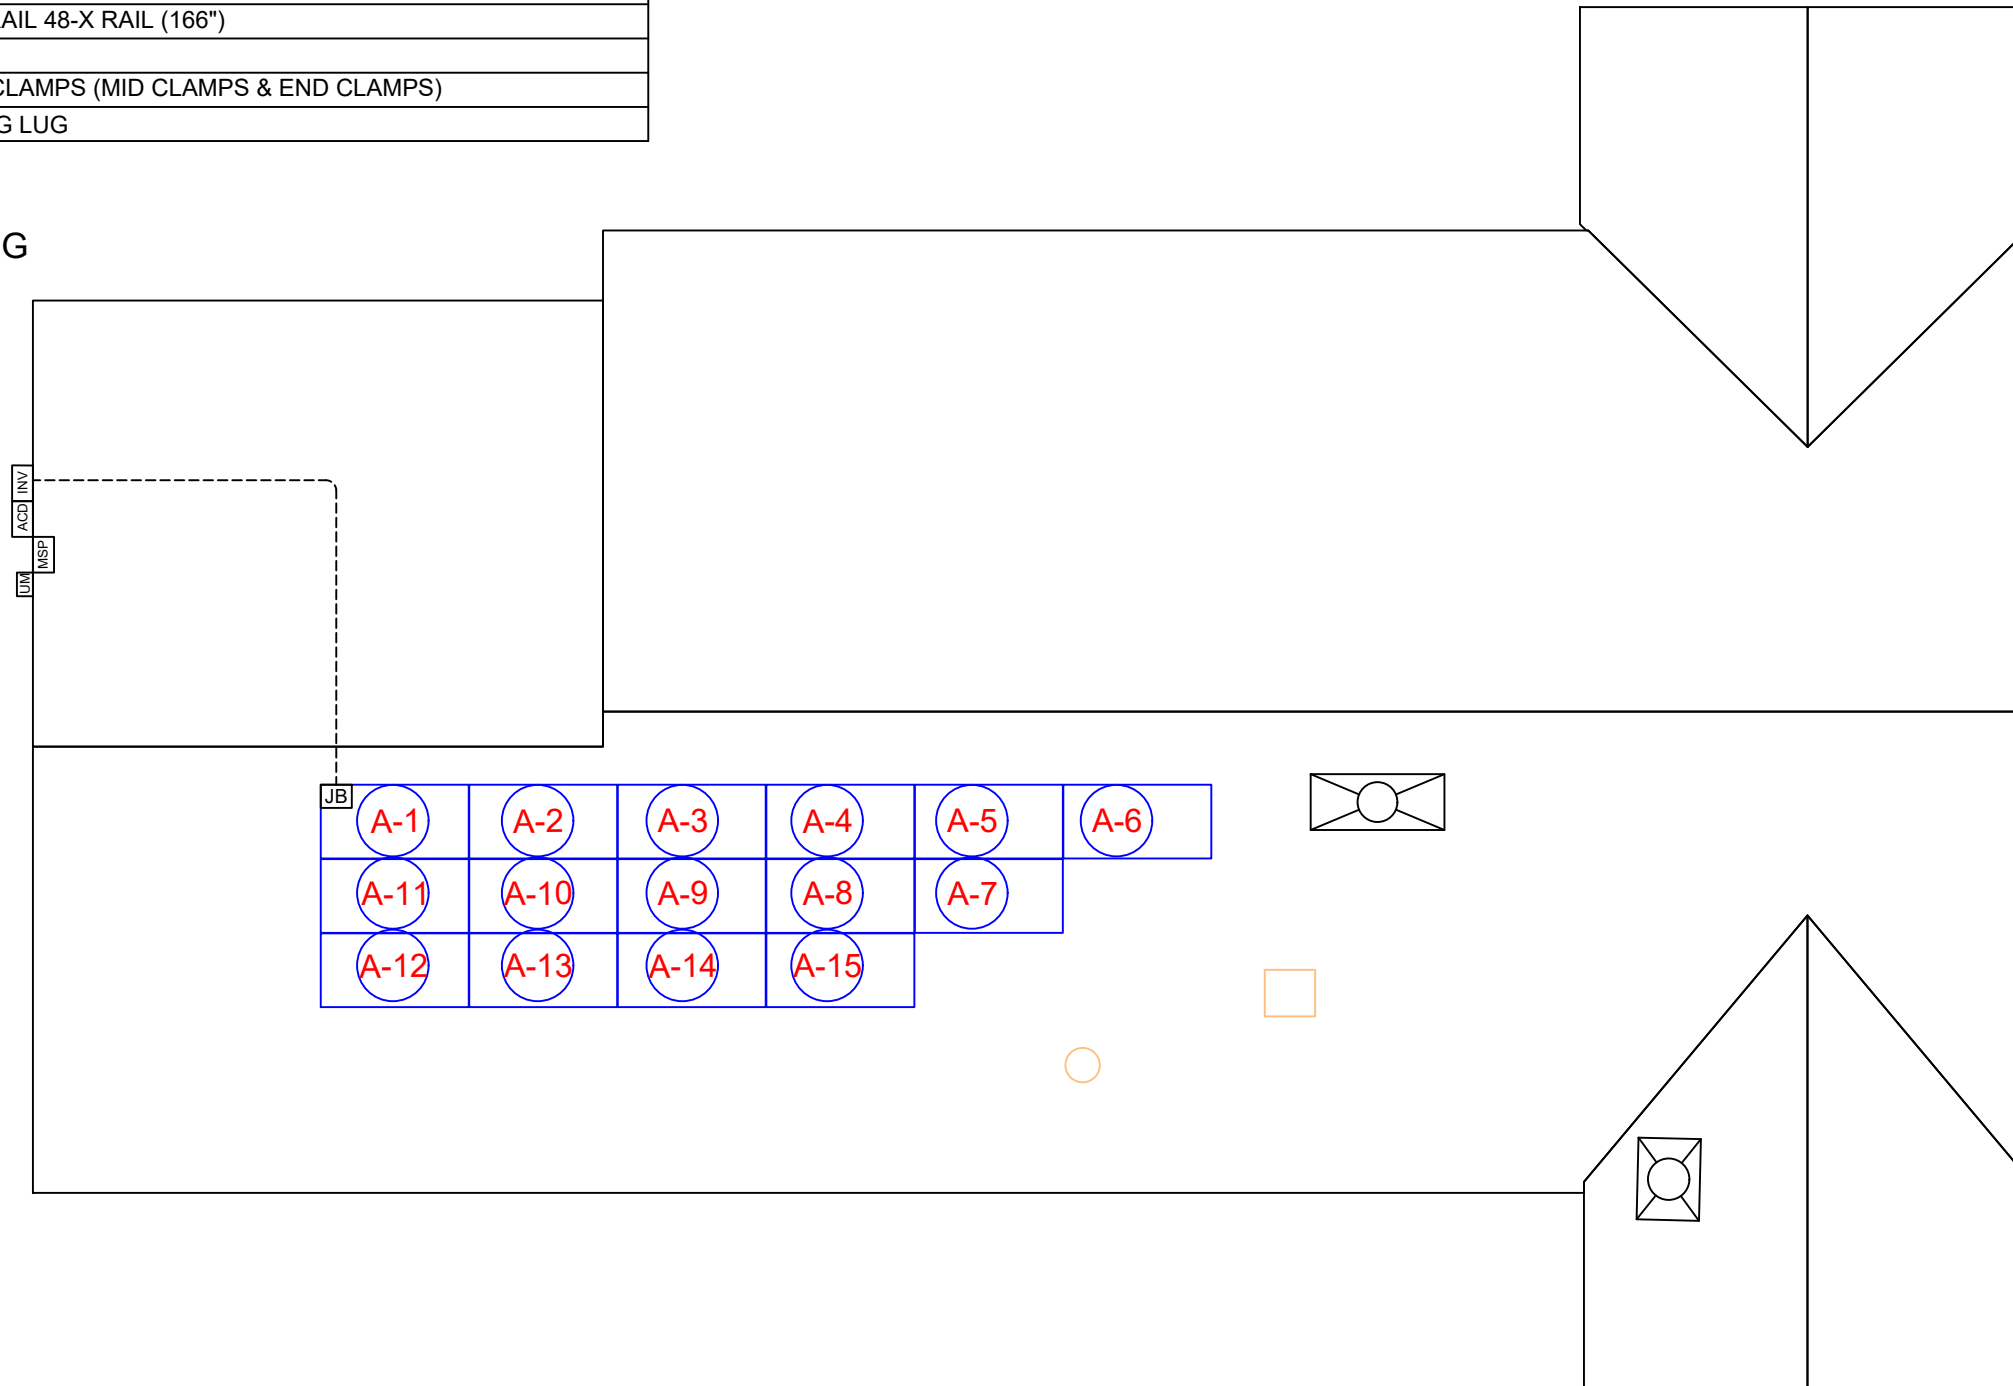 AIL 48-X RAIL (166")
CLAMPS (MID CLAMPS & END CLAMPS)
G LUG
G
INV
ACD
MSP
UM
JB
A-1 A-2 A-3 A-4 A-5 A-6
A-11 A-10 A-9 A-8 A-7
A-12 A-13 A-14 A-15